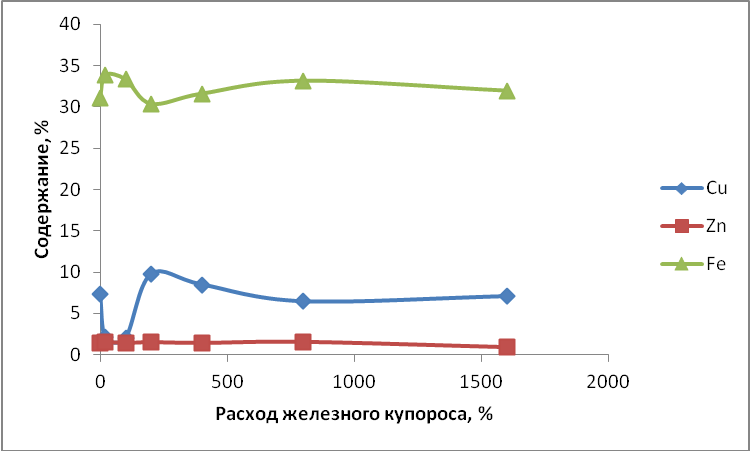 40
35
30
25
20
15
10
5
0
Содержание, %
0 500 1000 1500 2000
Расход железного купороса, %
Cu
Zn
Fe